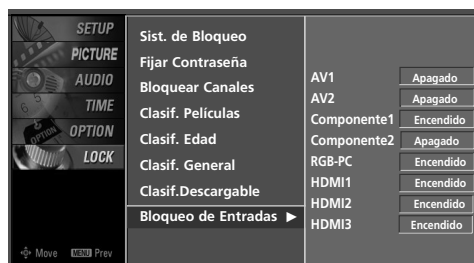 SETUP
PICTURE
AUDIO
TIME
OPTION
LOCK
Move MENU Prev
Sist. de Bloqueo
Fijar Contraseña
Bloquear Canales
Clasif. Películas
Clasif. Edad
Clasif. General
Clasif.Descargable
Bloqueo de Entradas ▶
AV1 Apagado
AV2 Apagado
Componente1 Encendido
Componente2 Apagado
RGB-PC Encendido
HDMI1 Encendido
HDMI2 Encendido
HDMI3 Encendido